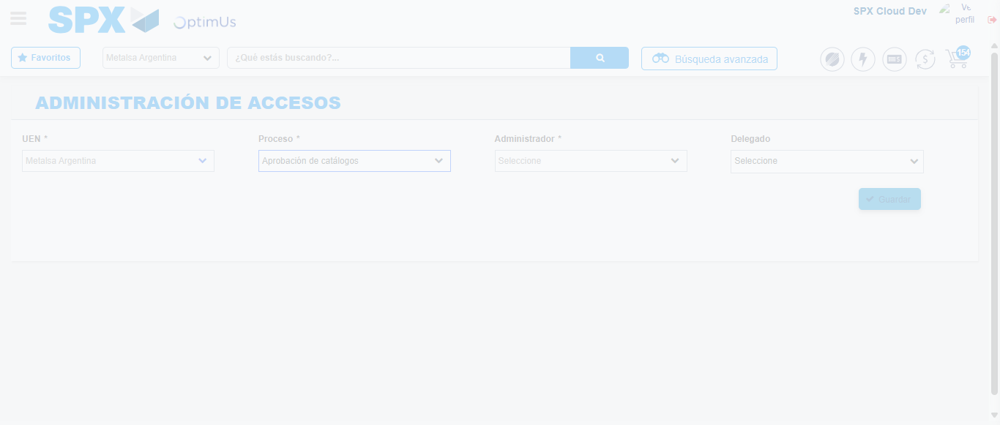 SPX
OptimUs
SPX Cloud Dev
Ve
perfil
Favoritos
Metalsa Argentina
¿Qué estás buscando?...
Búsqueda avanzada
$
154
ADMINISTRACIÓN DE ACCESOS
UEN *
Proceso *
Administrador *
Delegado
Metalsa Argentina
Aprobación de catálogos
Seleccione
Seleccione
Guardar